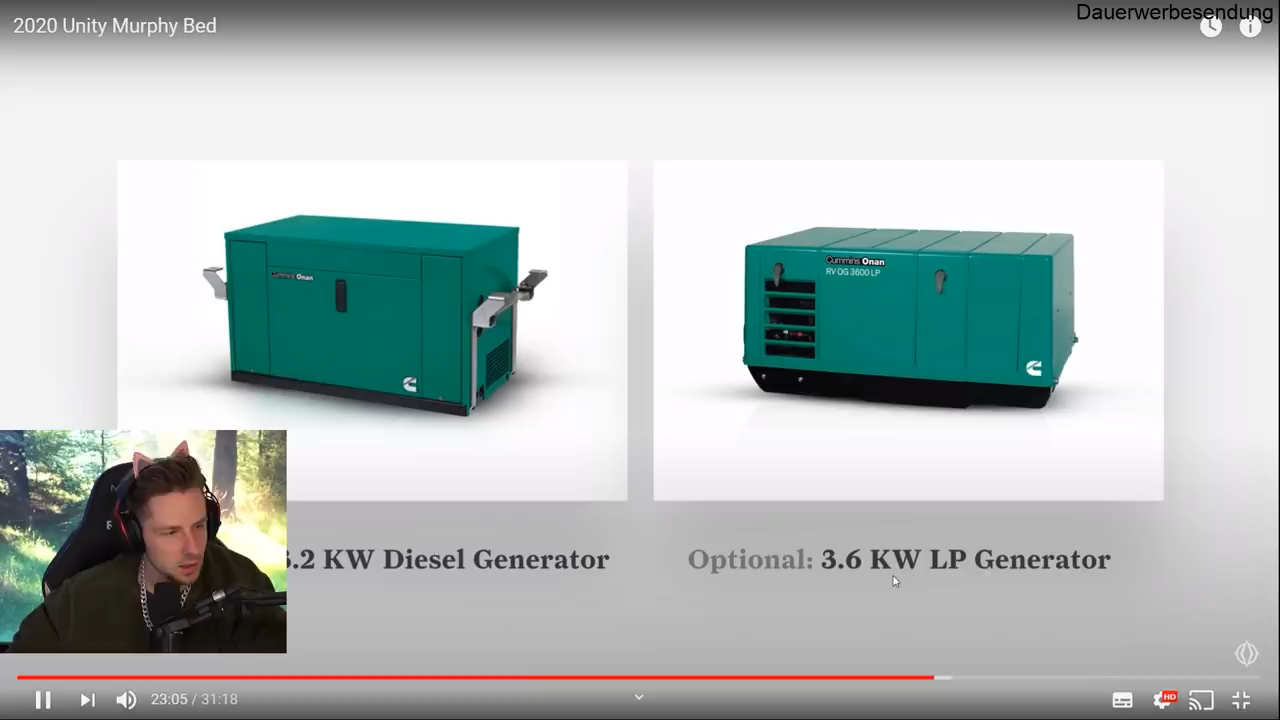 2020 Unity Murphy Bed
Dauerwerbesendung
Cummins Onan
Cummins Onan
RV QG 3600 LP
3.2 KW Diesel Generator
Optional: 3.6 KW LP Generator
23:05 / 31:18
HD